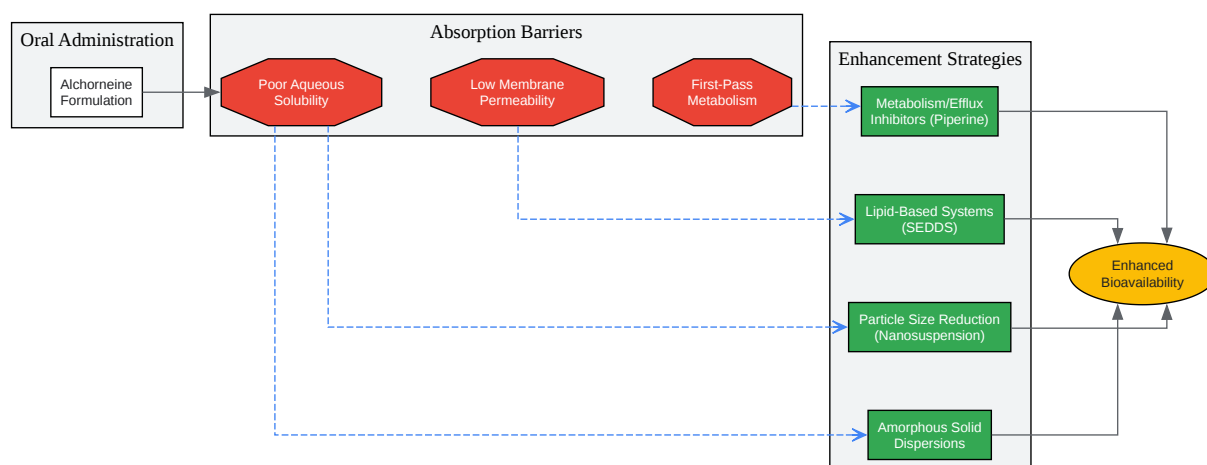 Oral Administration
Alchorneine
Formulation
Absorption Barriers
Poor Aqueous
Solubility
Low Membrane
Permeability
First-Pass
Metabolism
Enhancement Strategies
Metabolism/Efflux
Inhibitors (Piperine)
Lipid-Based Systems
(SEDDS)
Particle Size Reduction
(Nanosuspension)
Amorphous Solid
Dispersions
Enhanced
Bioavailability